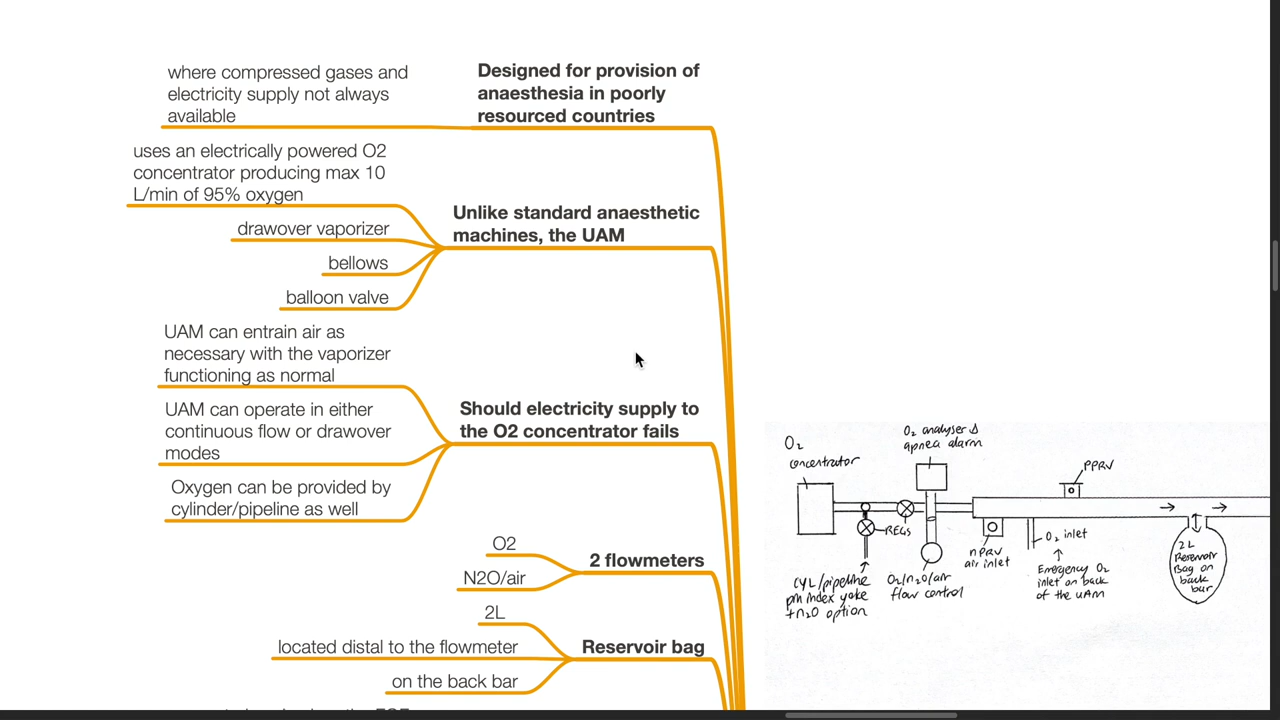 where compressed gases and
electricity supply not always
available
Designed for provision of
anaesthesia in poorly
resourced countries
uses an electrically powered O2
concentrator producing max 10
L/min of 95% oxygen
drawover vaporizer
bellows
balloon valve
Unlike standard anaesthetic
machines, the UAM
UAM can entrain air as
necessary with the vaporizer
functioning as normal
UAM can operate in either
continuous flow or drawover
modes
Oxygen can be provided by
cylinder/pipeline as well
Should electricity supply to
the O2 concentrator fails
O2
N2O/air
2 flowmeters
2L
located distal to the flowmeter
on the back bar
Reservoir bag
O₂
concentrator
O₂ analyser &
apnea alarm
PPRV
REGs
CYL/pipeline
pin index yoke
+N₂O option
O₂/N₂O/air
flow control
nPRV
air inlet
O₂ inlet
↑
Emergency O₂
inlet on back
of the UAM
2L
Reservoir
Bag on
back
bar